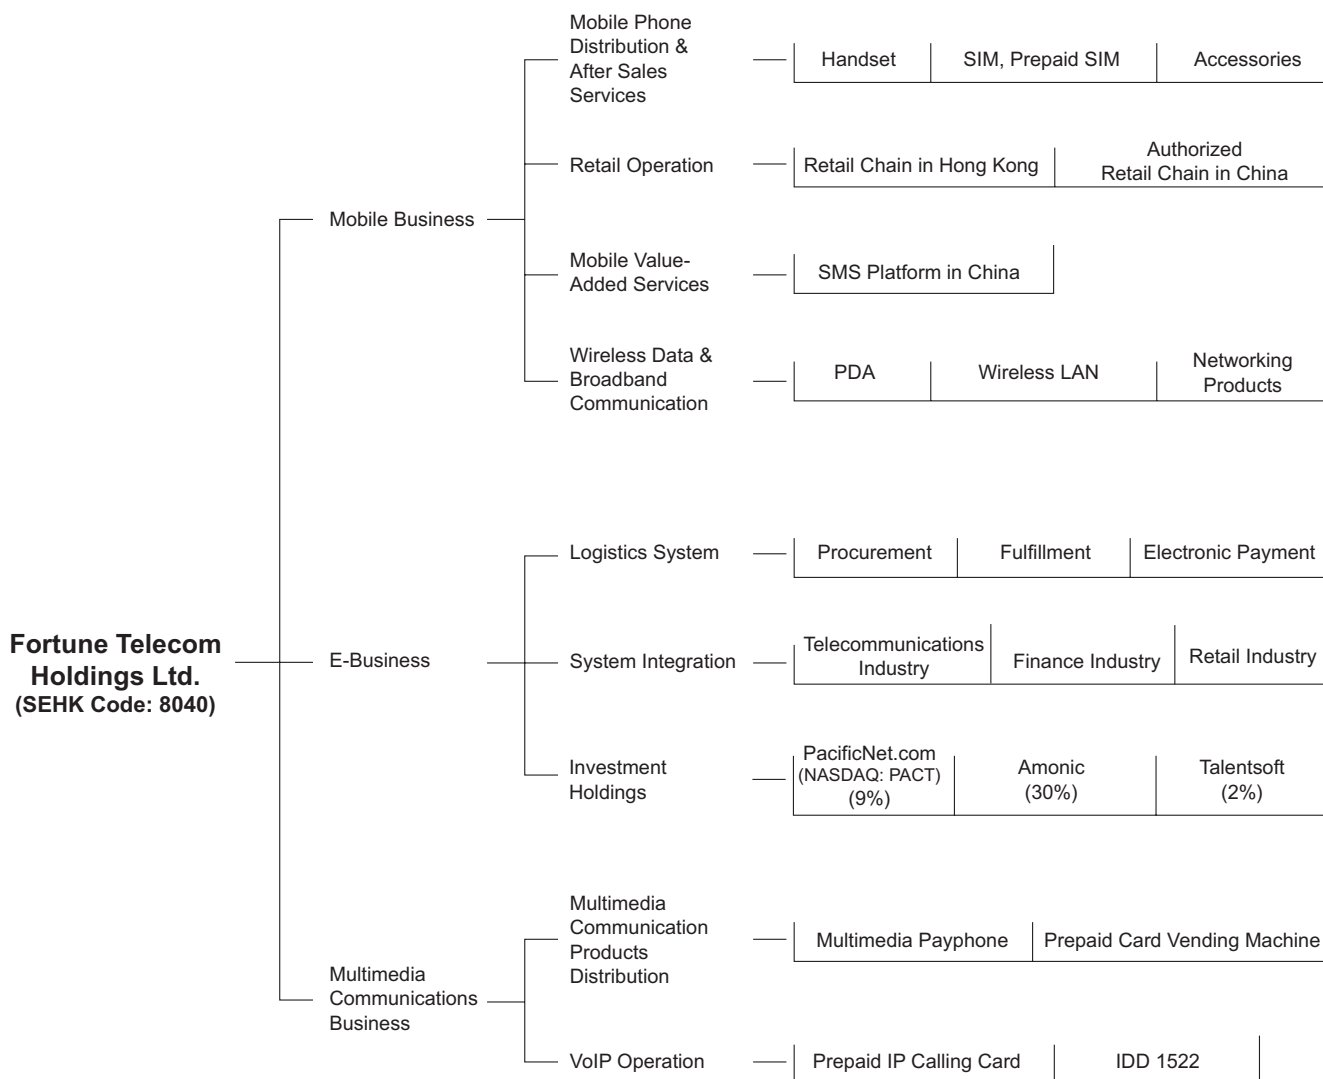 Fortune Telecom
Holdings Ltd.
(SEHK Code: 8040)
Mobile Business
Mobile Phone
Distribution &
After Sales
Services
Handset
SIM, Prepaid SIM
Accessories
Retail Operation
Retail Chain in Hong Kong
Authorized
Retail Chain in China
Mobile Value-
Added Services
SMS Platform in China
Wireless Data &
Broadband
Communication
PDA
Wireless LAN
Networking
Products
E-Business
Logistics System
Procurement
Fulfillment
Electronic Payment
System Integration
Telecommunications
Industry
Finance Industry
Retail Industry
Investment
Holdings
PacificNet.com
(NASDAQ: PACT)
(9%)
Amonic
(30%)
Talentsoft
(2%)
Multimedia
Communications
Business
Multimedia
Communication
Products
Distribution
Multimedia Payphone
Prepaid Card Vending Machine
VoIP Operation
Prepaid IP Calling Card
IDD 1522